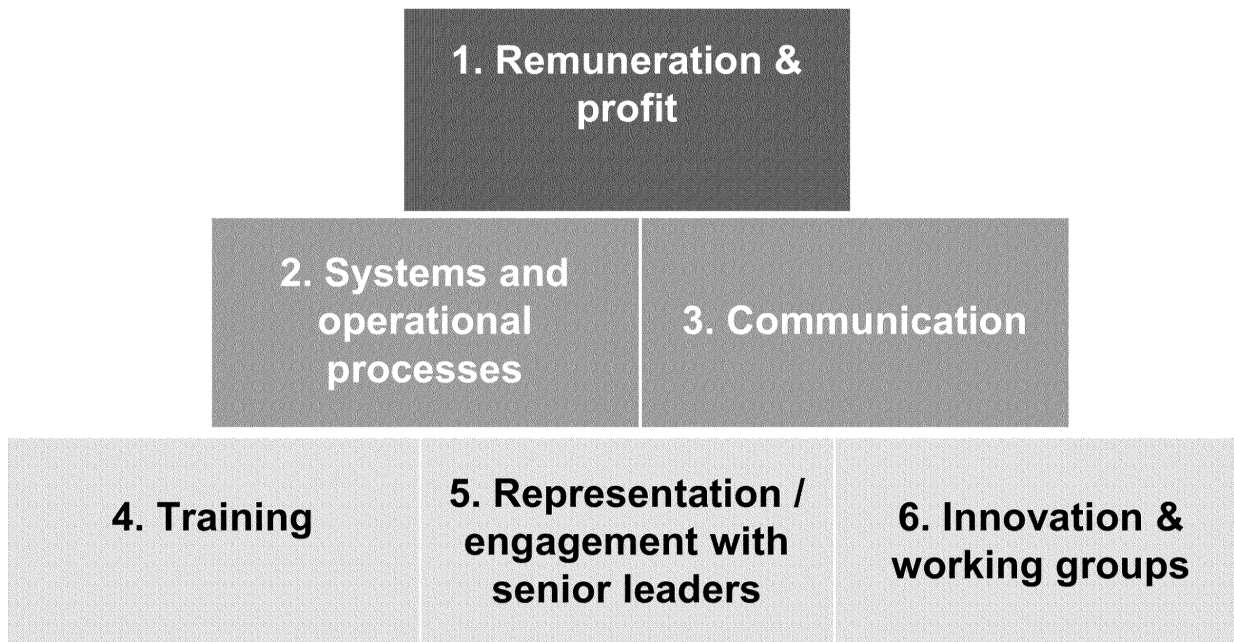 1. Remuneration &
profit
2. Systems and
operational
processes
3. Communication
4. Training
5. Representation /
engagement with
senior leaders
6. Innovation &
working groups